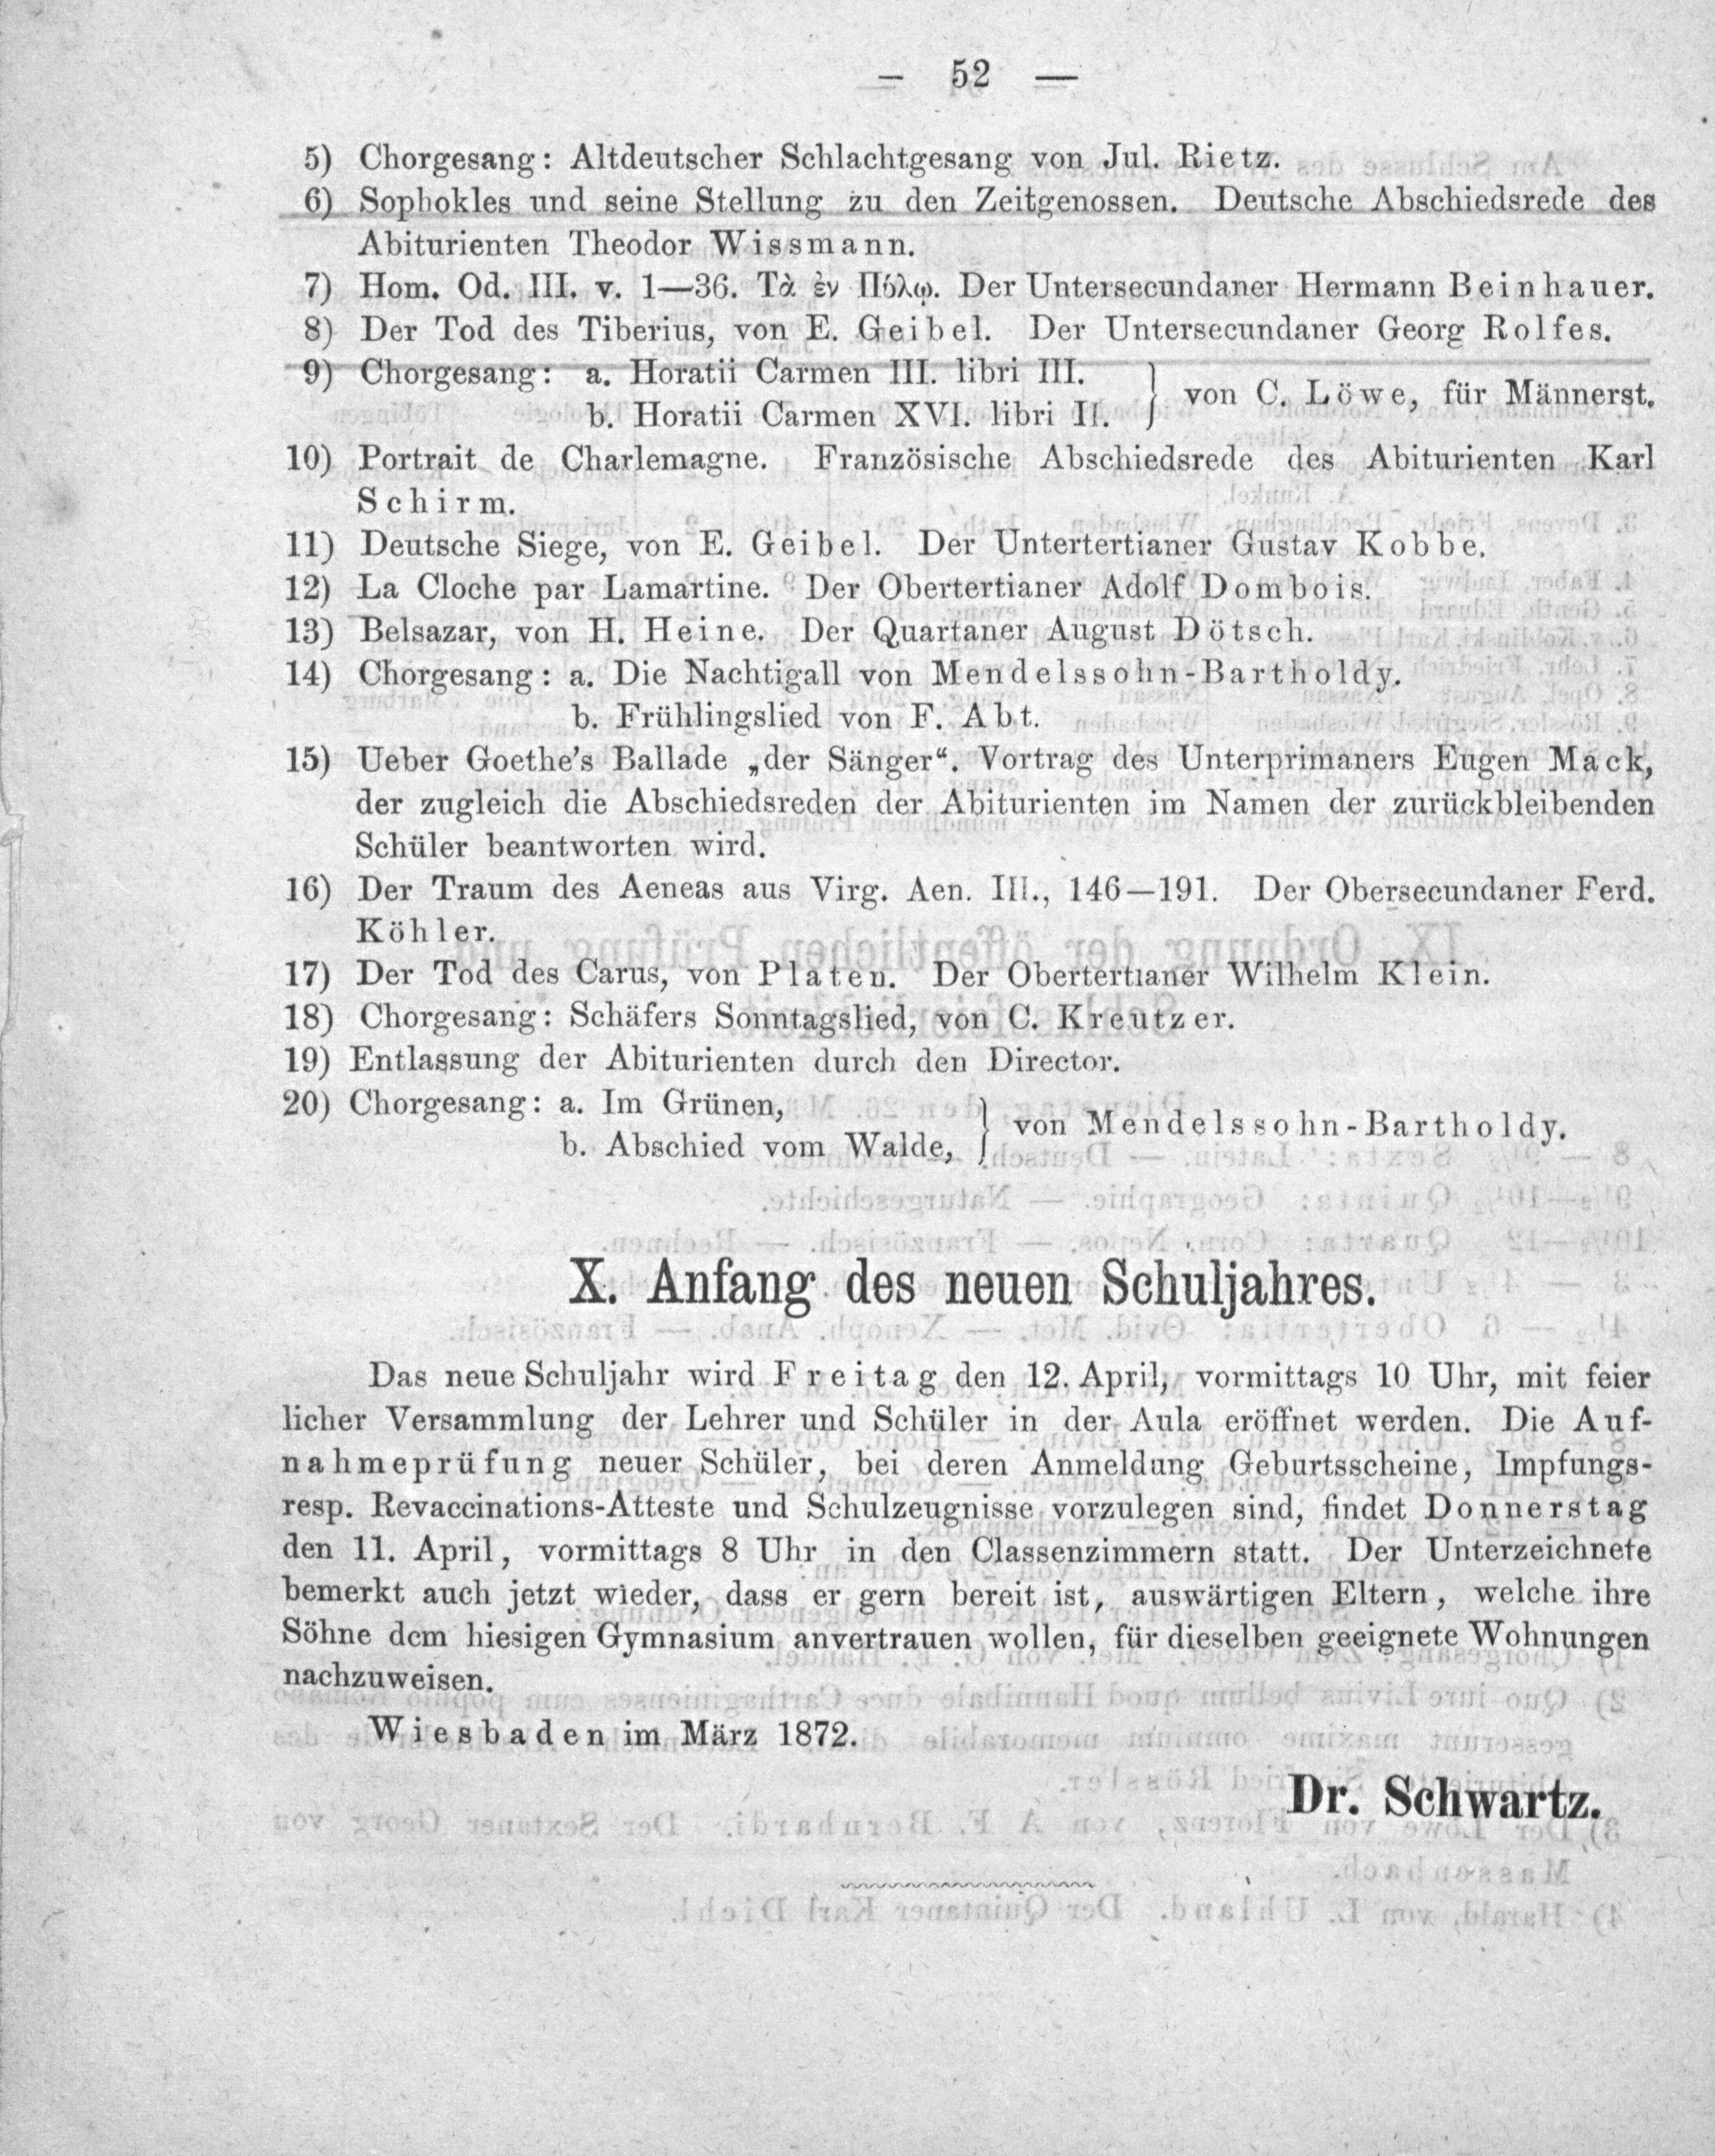 — 52 —
5) Chorgesang: Altdeutscher Schlachtgesang von Jul. Rietz.
6) Sophokles und seine Stellung zu den Zeitgenossen. Deutsche Abschiedsrede des
Abiturienten Theodor Wissmann.
7) Hom. Od. III. v. 1—36. Τὰ ἐν Πύλῳ. Der Untersecundaner Hermann Beinhauer.
8) Der Tod des Tiberius, von E. Geibel. Der Untersecundaner Georg Rolfes.
9) Chorgesang: a. Horatii Carmen III. libri III.
b. Horatii Carmen XVI. libri II. } von C. Löwe, für Männerst.
10) Portrait de Charlemagne. Französische Abschiedsrede des Abiturienten Karl
Schirm.
11) Deutsche Siege, von E. Geibel. Der Untertertianer Gustav Kobbe.
12) La Cloche par Lamartine. Der Obertertianer Adolf Dombois.
13) Belsazar, von H. Heine. Der Quartaner August Dötsch.
14) Chorgesang: a. Die Nachtigall von Mendelssohn-Bartholdy.
b. Frühlingslied von F. Abt.
15) Ueber Goethe's Ballade „der Sänger“. Vortrag des Unterprimaners Eugen Mack,
der zugleich die Abschiedsreden der Abiturienten im Namen der zurückbleibenden
Schüler beantworten wird.
16) Der Traum des Aeneas aus Virg. Aen. III., 146—191. Der Obersecundaner Ferd.
Köhler.
17) Der Tod des Carus, von Platen. Der Obertertianer Wilhelm Klein.
18) Chorgesang: Schäfers Sonntagslied, von C. Kreutzer.
19) Entlassung der Abiturienten durch den Director.
20) Chorgesang: a. Im Grünen,
b. Abschied vom Walde, } von Mendelssohn-Bartholdy.
X. Anfang des neuen Schuljahres.
Das neue Schuljahr wird Freitag den 12. April, vormittags 10 Uhr, mit feier
licher Versammlung der Lehrer und Schüler in der Aula eröffnet werden. Die Auf-
nahmeprüfung neuer Schüler, bei deren Anmeldung Geburtsscheine, Impfungs-
resp. Revaccinations-Atteste und Schulzeugnisse vorzulegen sind, findet Donnerstag
den 11. April, vormittags 8 Uhr in den Classenzimmern statt. Der Unterzeichnete
bemerkt auch jetzt wieder, dass er gern bereit ist, auswärtigen Eltern, welche ihre
Söhne dem hiesigen Gymnasium anvertrauen wollen, für dieselben geeignete Wohnungen
nachzuweisen.
Wiesbaden im März 1872.
Dr. Schwartz.